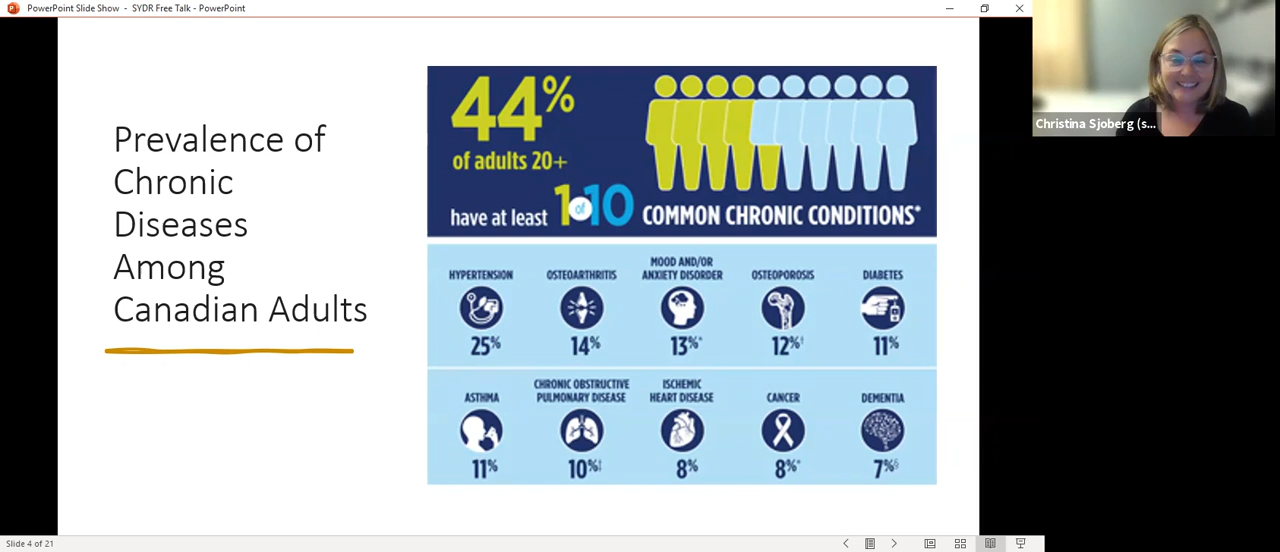 PowerPoint Slide Show - SYDR Free Talk - PowerPoint
Christina Sjoberg (s...
Prevalence of
Chronic
Diseases
Among
Canadian Adults
44%
of adults 20+
have at least 1 of 10 COMMON CHRONIC CONDITIONS*
HYPERTENSION
25%
OSTEOARTHRITIS
14%
MOOD AND/OR
ANXIETY DISORDER
13%*
OSTEOPOROSIS
12%†
DIABETES
11%
ASTHMA
11%
CHRONIC OBSTRUCTIVE
PULMONARY DISEASE
10%‡
ISCHEMIC
HEART DISEASE
8%
CANCER
8%*
DEMENTIA
7%§
Slide 4 of 21